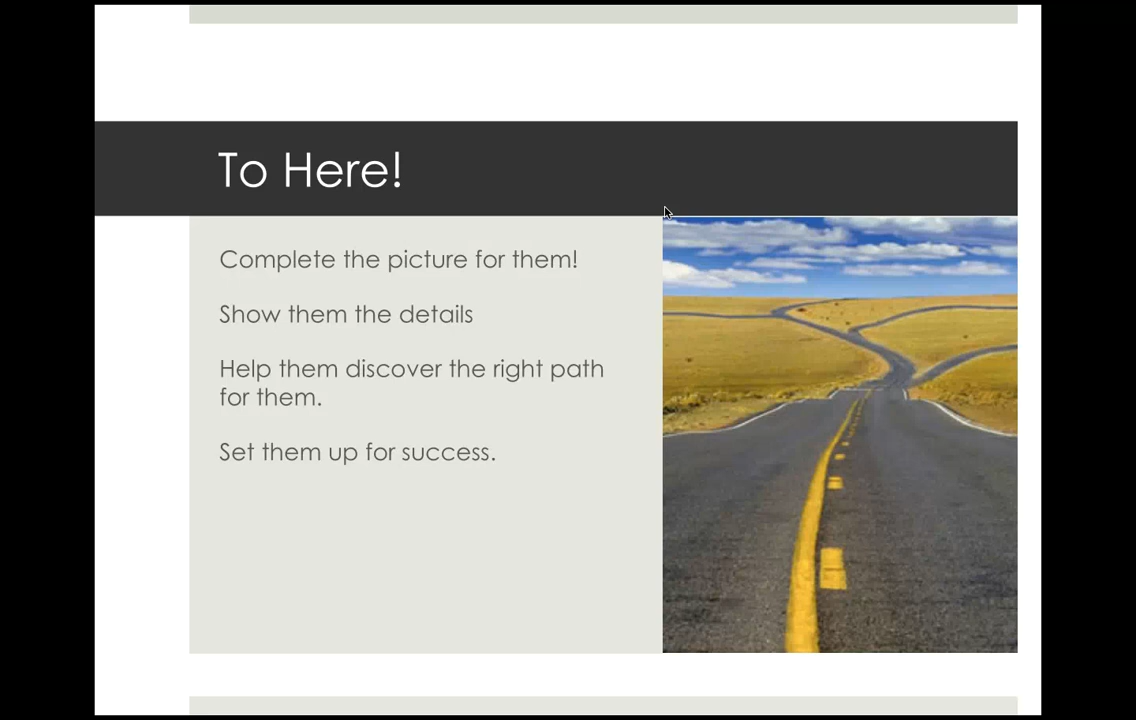 To Here!
Complete the picture for them!
Show them the details
Help them discover the right path
for them.
Set them up for success.